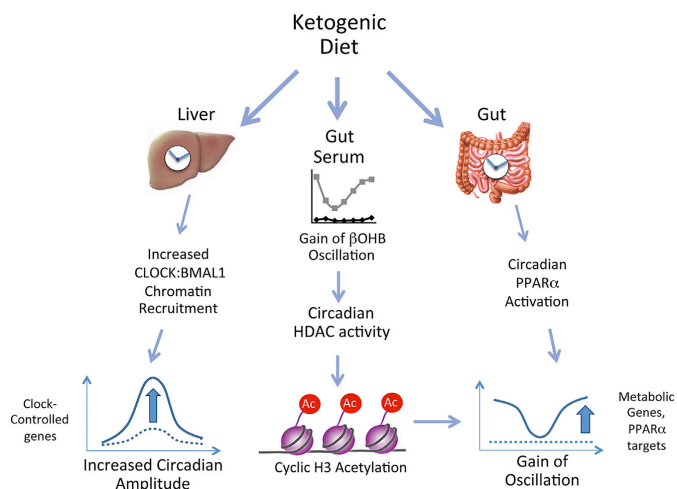 Ketogenic
Diet
Liver
Increased
CLOCK:BMAL1
Chromatin
Recruitment
Clock-
Controlled
genes
Increased Circadian
Amplitude
Gut
Serum
Gain of βOHB
Oscillation
Circadian
HDAC activity
Ac
Ac
Ac
Cyclic H3 Acetylation
Gut
Circadian
PPARα
Activation
Metabolic
Genes,
PPARα
targets
Gain of
Oscillation